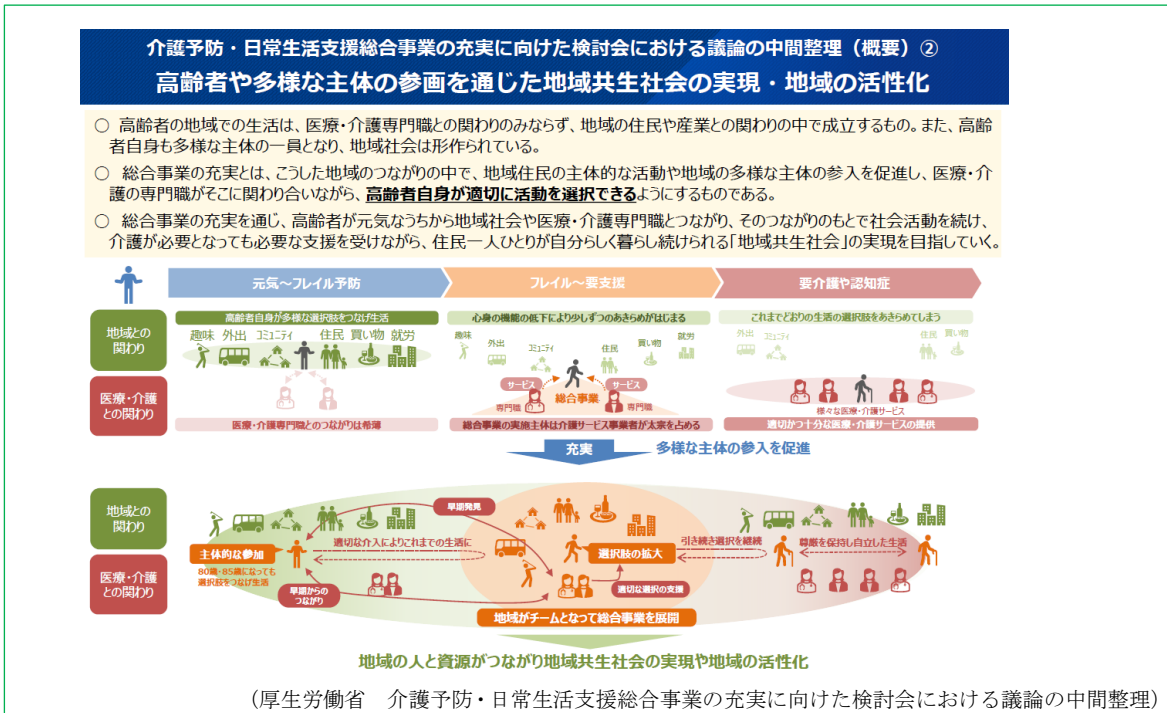 介護予防・日常生活支援総合事業の充実に向けた検討会における議論の中間整理（概要）②
高齢者や多様な主体の参画を通じた地域共生社会の実現・地域の活性化
○ 高齢者の地域での生活は、医療・介護専門職との関わりのみならず、地域の住民や産業との関わりの中で成立するもの。また、高齢
者自身も多様な主体の一員となり、地域社会は形作られている。
○ 総合事業の充実とは、こうした地域のつながりの中で、地域住民の主体的な活動や地域の多様な主体の参入を促進し、医療・介
護の専門職がそこに関わり合いながら、高齢者自身が適切に活動を選択できるようにするものである。
○ 総合事業の充実を通じ、高齢者が元気なうちから地域社会や医療・介護専門職とつながり、そのつながりのもとで社会活動を続け、
介護が必要となっても必要な支援を受けながら、住民一人ひとりが自分らしく暮らし続けられる「地域共生社会」の実現を目指していく。
元気～フレイル予防
フレイル～要支援
要介護や認知症
地域との
関わり
高齢者自身が多様な選択肢をつなげ生活
趣味 外出 コミュニティ 住民 買い物 就労
心身の機能の低下により少しずつのあきらめがはじまる
趣味 外出 コミュニティ 住民 買い物 就労
これまでどおりの生活の選択肢をあきらめてしまう
外出 コミュニティ 住民 買い物
医療・介護
との関わり
サービス サービス
総合事業
専門職 専門職
様々な医療・介護サービス
医療・介護専門職とのつながりは希薄
総合事業の実施主体は介護サービス事業者が太宗を占める
適切かつ十分な医療・介護サービスの提供
充実
多様な主体の参入を促進
地域との
関わり
早期発見
主体的な参加
適切な介入によりこれまでの生活に
選択肢の拡大
引き続き選択を継続
尊厳を保持し自立した生活
医療・介護
との関わり
80歳・85歳になっても
選択肢をつなげ生活
早期からの
つながり
適切な選択の支援
地域がチームとなって総合事業を展開
地域の人と資源がつながり地域共生社会の実現や地域の活性化
（厚生労働省　介護予防・日常生活支援総合事業の充実に向けた検討会における議論の中間整理）